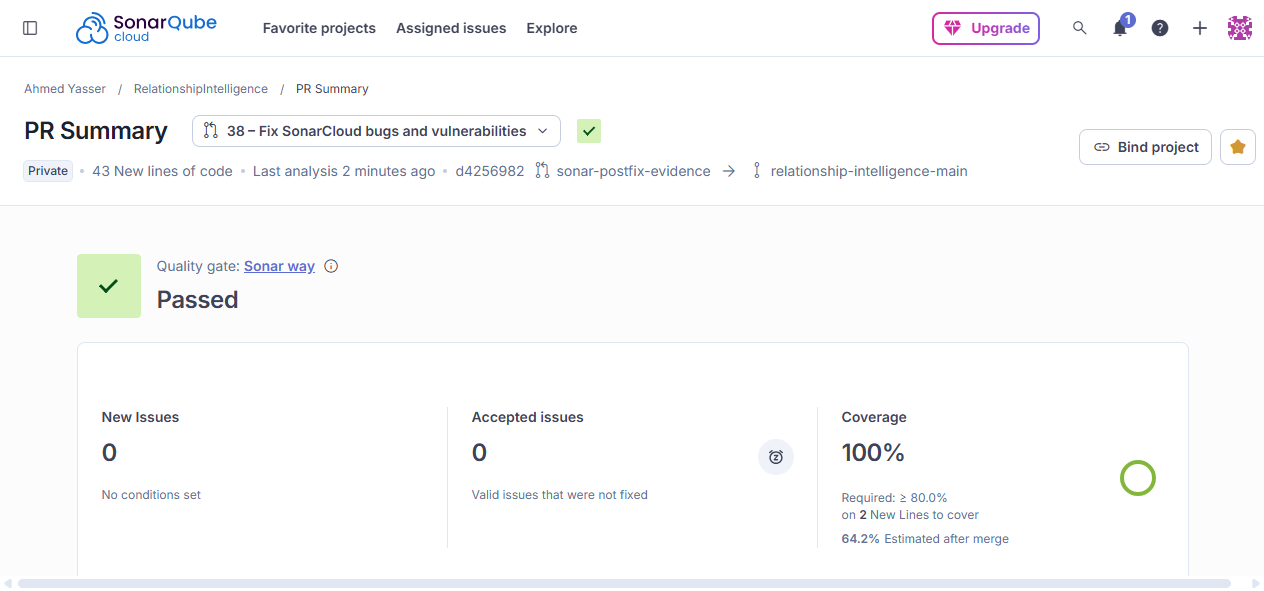 SonarQube cloud
Favorite projects
Assigned issues
Explore
Upgrade
1
?
Ahmed Yasser / RelationshipIntelligence / PR Summary
PR Summary
38 – Fix SonarCloud bugs and vulnerabilities
Bind project
Private • 43 New lines of code • Last analysis 2 minutes ago • d4256982 sonar-postfix-evidence → relationship-intelligence-main
Quality gate: Sonar way
Passed
New Issues
0
No conditions set
Accepted issues
0
Valid issues that were not fixed
Coverage
100%
Required: ≥ 80.0%
on 2 New Lines to cover
64.2% Estimated after merge